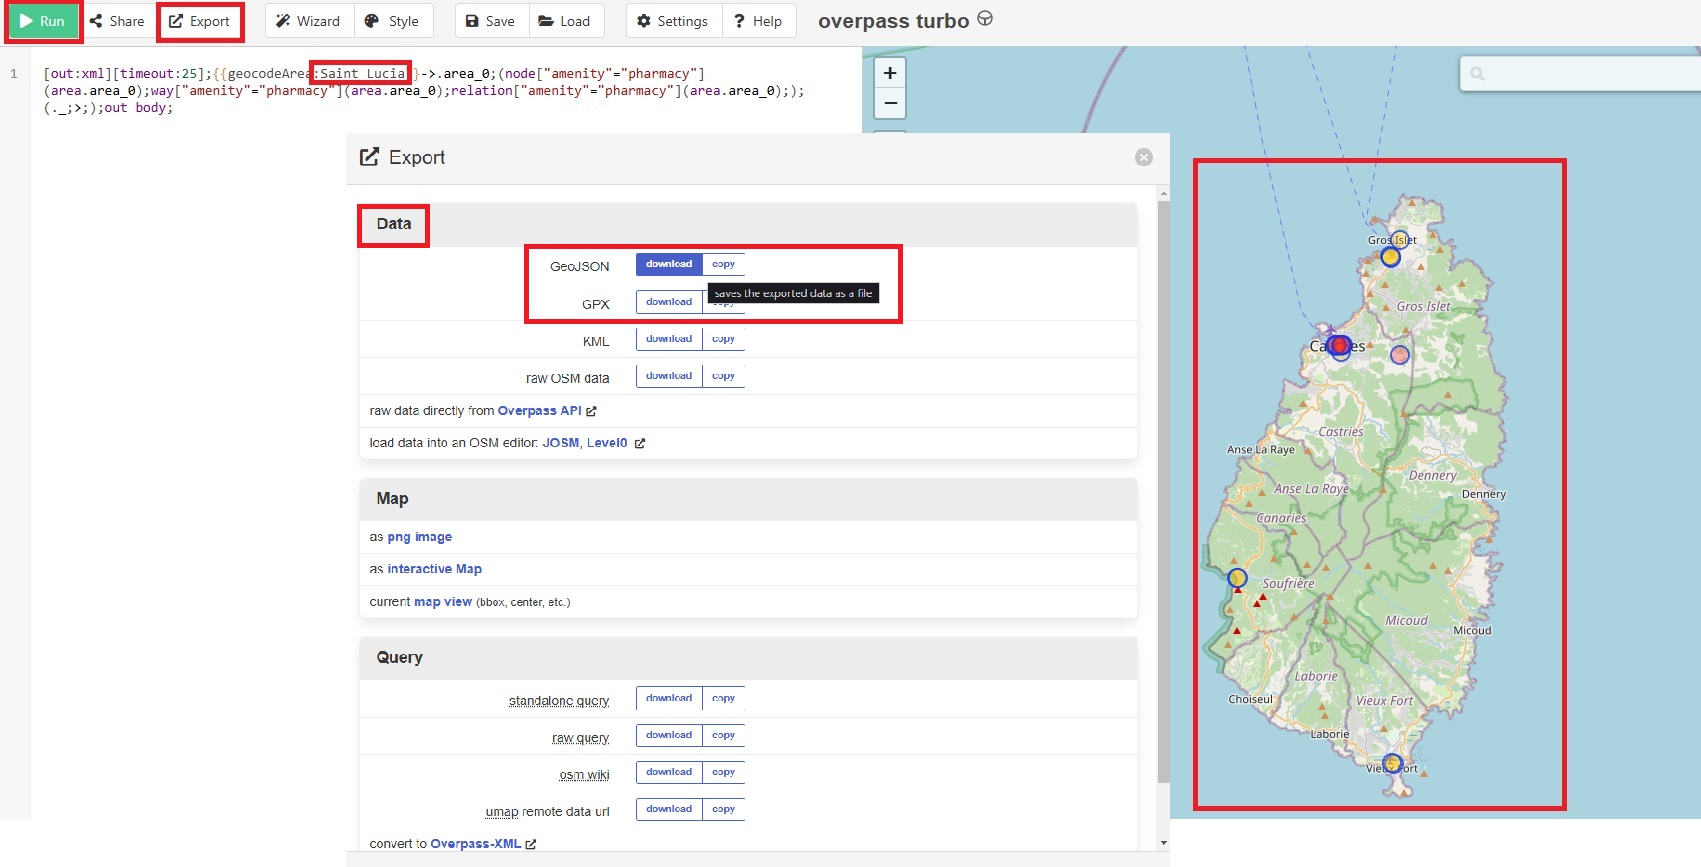 Run Share Export Wizard Style Save Load Settings Help overpass turbo
1
[out:xml][timeout:25];{{geocodeArea:Saint Lucia}}->.area_0;(node["amenity"="pharmacy"]
(area.area_0);way["amenity"="pharmacy"](area.area_0);relation["amenity"="pharmacy"](area.area_0););
(._;>;);out body;
+
−
Export
Data
GeoJSON download copy
saves the exported data as a file
GPX download
KML download copy
raw OSM data download copy
raw data directly from Overpass API
load data into an OSM editor: JOSM, Level0
Map
as png image
as interactive Map
current map view (bbox, center, etc.)
Query
standalone query download copy
raw query download copy
osm wiki download copy
umap remote data url download copy
convert to Overpass-XML
Gros Islet
Gros Islet
Castries
Anse La Raye
Dennery
Dennery
Anse La Raye
Canaries
Soufrière
Micoud
Micoud
Laborie
Choiseul
Vieux Fort
Laborie
Vieux Fort